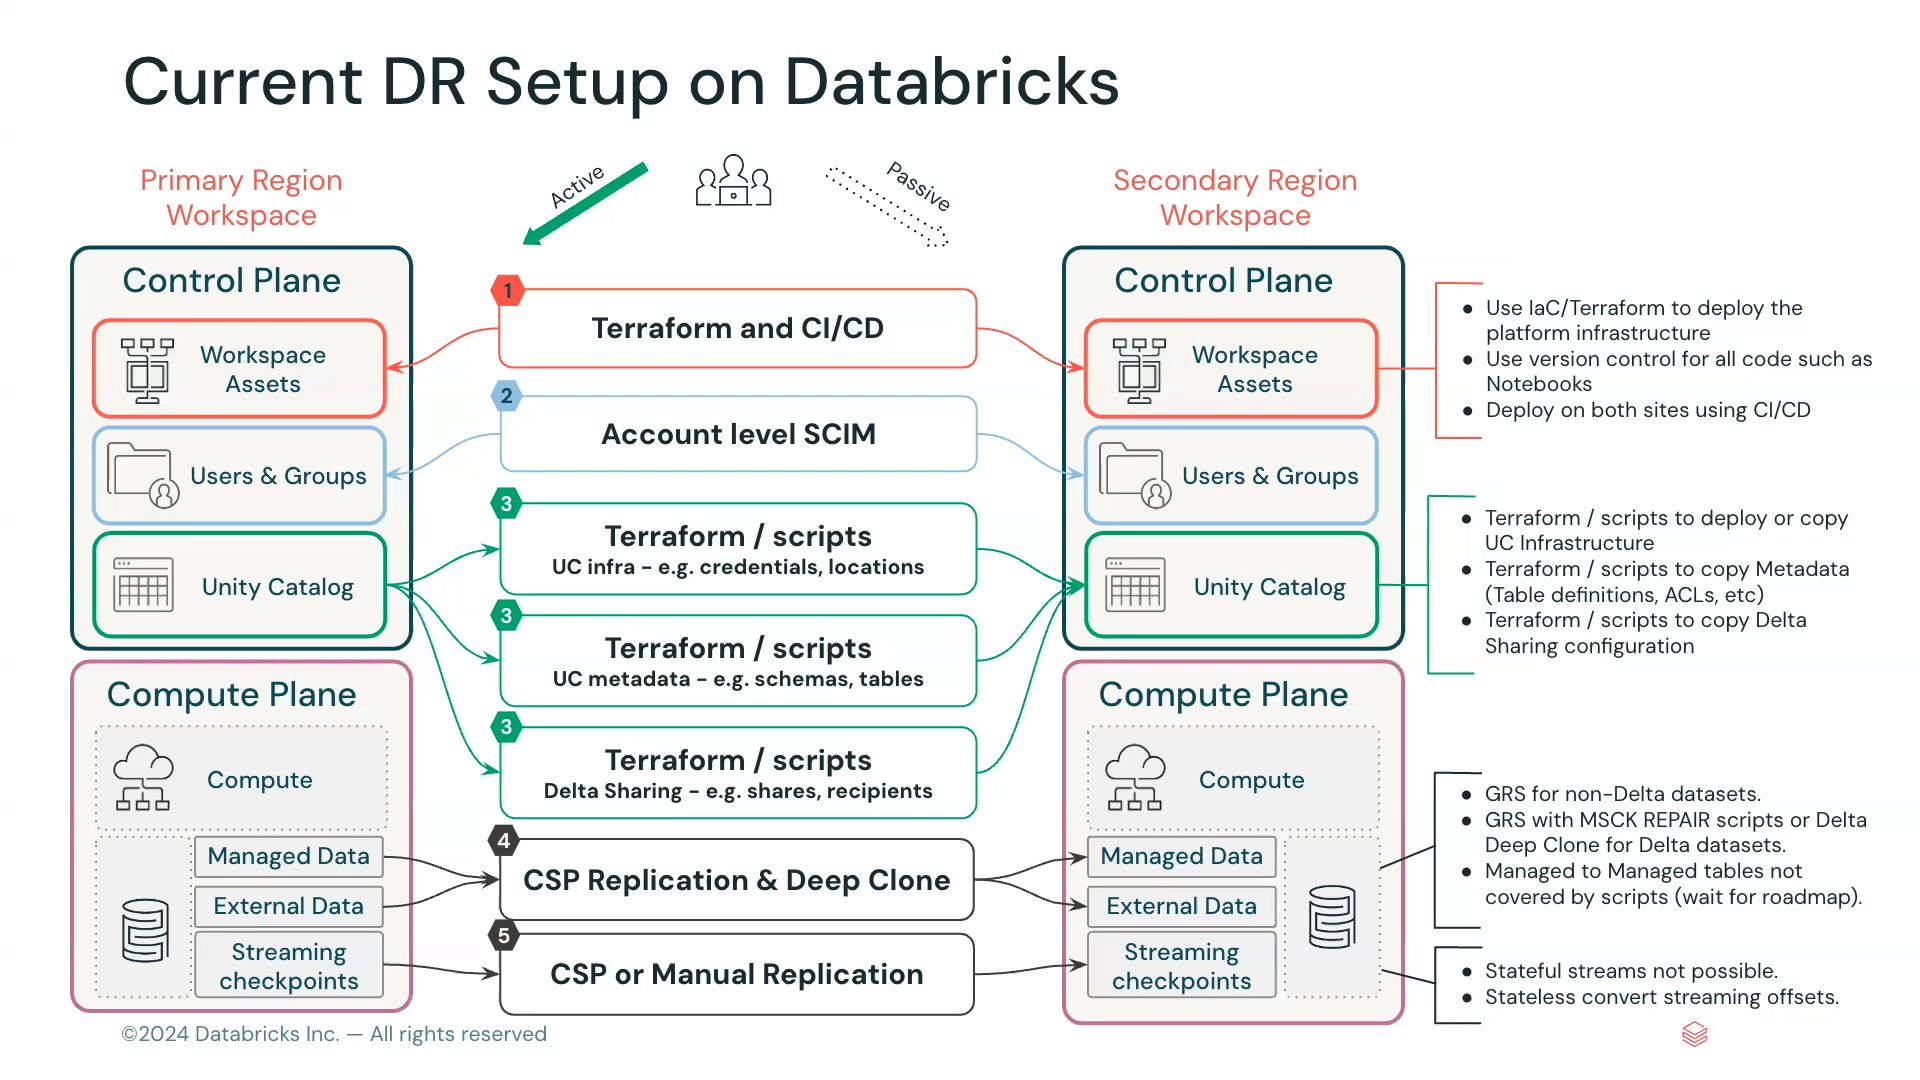 Current DR Setup on Databricks
Active
Passive
Primary Region
Workspace
Secondary Region
Workspace
Control Plane
Workspace
Assets
Users & Groups
Unity Catalog
Compute Plane
Compute
Managed Data
External Data
Streaming
checkpoints
1
Terraform and CI/CD
2
Account level SCIM
3
Terraform / scripts
UC infra - e.g. credentials, locations
3
Terraform / scripts
UC metadata - e.g. schemas, tables
3
Terraform / scripts
Delta Sharing - e.g. shares, recipients
4
CSP Replication & Deep Clone
5
CSP or Manual Replication
Control Plane
Workspace
Assets
Users & Groups
Unity Catalog
Compute Plane
Compute
Managed Data
External Data
Streaming
checkpoints
● Use IaC/Terraform to deploy the
platform infrastructure
● Use version control for all code such as
Notebooks
● Deploy on both sites using CI/CD
● Terraform / scripts to deploy or copy
UC Infrastructure
● Terraform / scripts to copy Metadata
(Table definitions, ACLs, etc)
● Terraform / scripts to copy Delta
Sharing configuration
● GRS for non-Delta datasets.
● GRS with MSCK REPAIR scripts or Delta
Deep Clone for Delta datasets.
● Managed to Managed tables not
covered by scripts (wait for roadmap).
● Stateful streams not possible.
● Stateless convert streaming offsets.
©2024 Databricks Inc. — All rights reserved